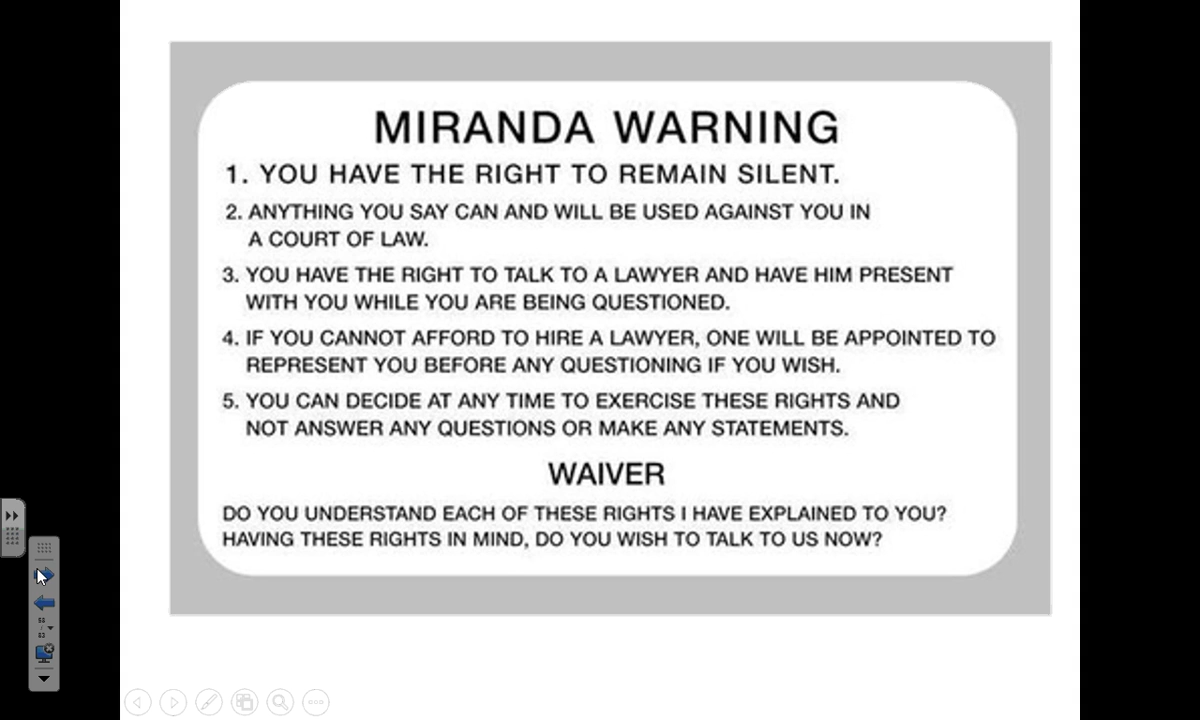 MIRANDA WARNING
1. YOU HAVE THE RIGHT TO REMAIN SILENT.
2. ANYTHING YOU SAY CAN AND WILL BE USED AGAINST YOU IN
A COURT OF LAW.
3. YOU HAVE THE RIGHT TO TALK TO A LAWYER AND HAVE HIM PRESENT
WITH YOU WHILE YOU ARE BEING QUESTIONED.
4. IF YOU CANNOT AFFORD TO HIRE A LAWYER, ONE WILL BE APPOINTED TO
REPRESENT YOU BEFORE ANY QUESTIONING IF YOU WISH.
5. YOU CAN DECIDE AT ANY TIME TO EXERCISE THESE RIGHTS AND
NOT ANSWER ANY QUESTIONS OR MAKE ANY STATEMENTS.
WAIVER
DO YOU UNDERSTAND EACH OF THESE RIGHTS I HAVE EXPLAINED TO YOU?
HAVING THESE RIGHTS IN MIND, DO YOU WISH TO TALK TO US NOW?